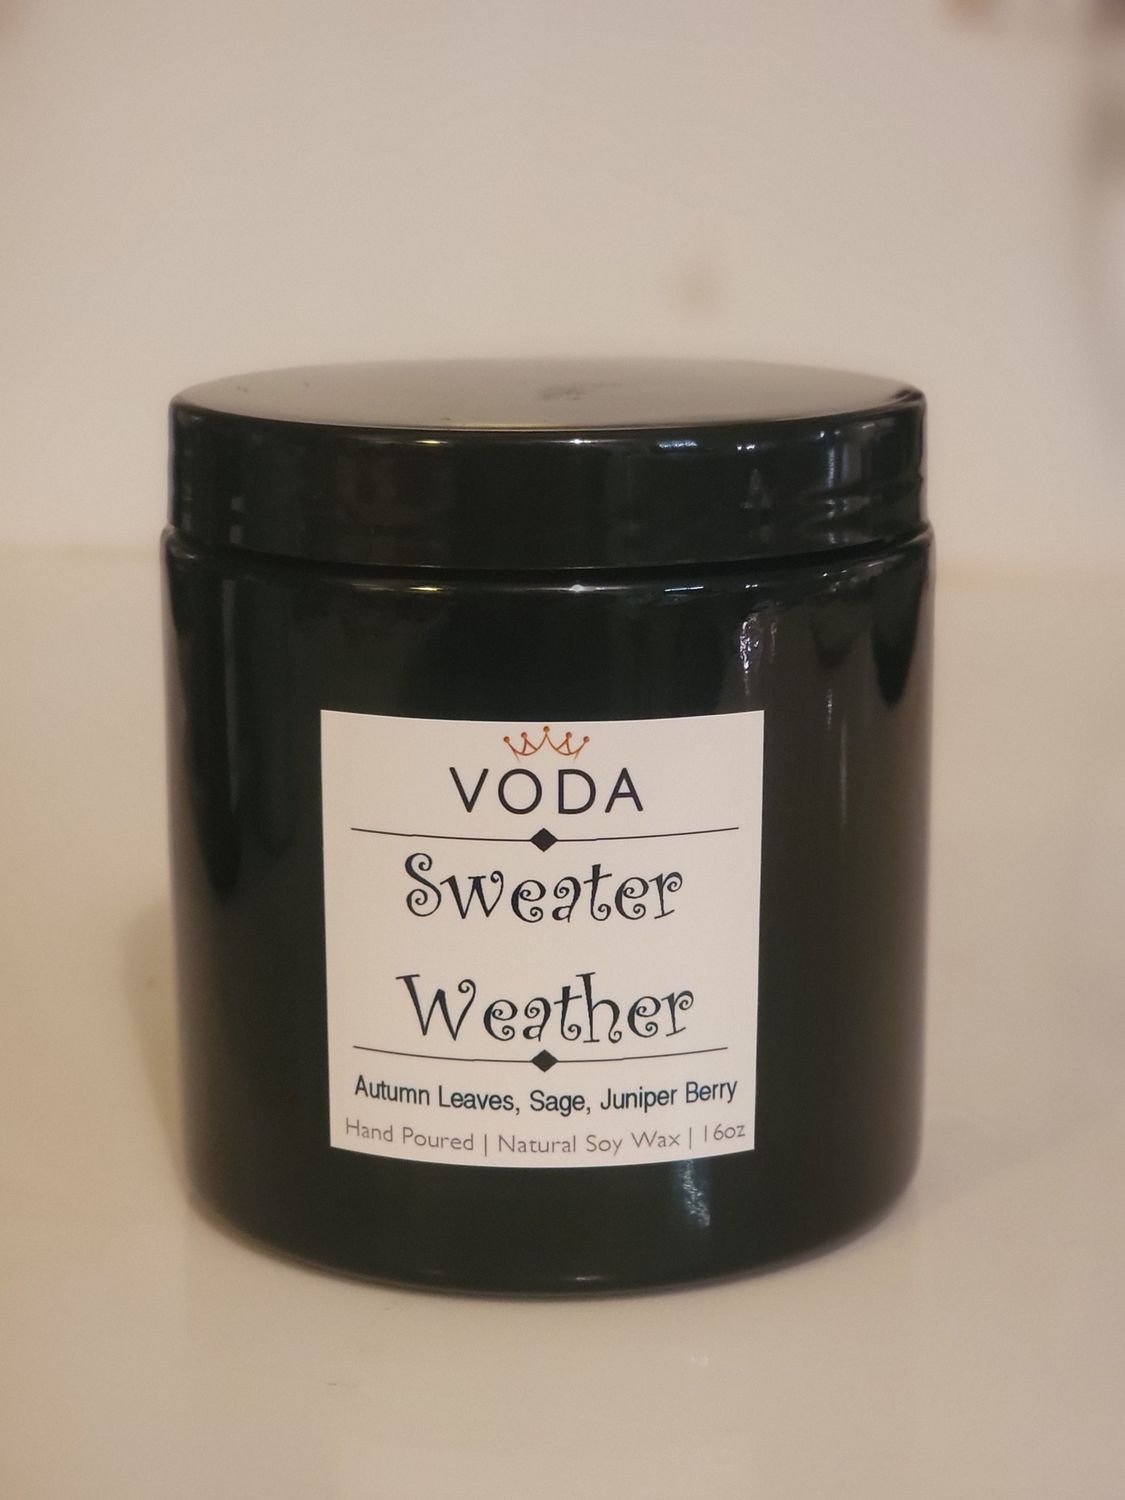 VODA
Sweater
Weather
Autumn Leaves, Sage, Juniper Berry
Hand Poured | Natural Soy Wax | 16oz